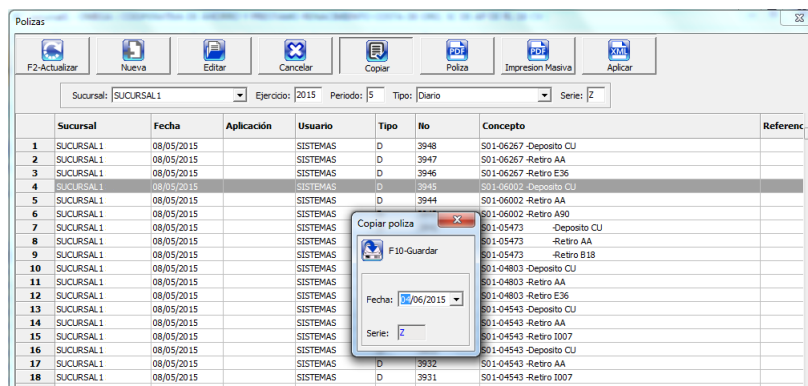 Polizas
F2-Actualizar Nueva Editar Cancelar Copiar Poliza Impresion Masiva Aplicar
PDF PDF XML
Sucursal: SUCURSAL1 Ejercicio: 2015 Periodo: 5 Tipo: Diario Serie: Z
Sucursal Fecha Aplicación Usuario Tipo No Concepto Referenc
1 SUCURSAL1 08/05/2015 SISTEMAS D 3948 S01-06267 -Deposito CU
2 SUCURSAL1 08/05/2015 SISTEMAS D 3947 S01-06267 -Retiro AA
3 SUCURSAL1 08/05/2015 SISTEMAS D 3946 S01-06267 -Retiro E36
4 SUCURSAL1 08/05/2015 SISTEMAS D 3945 S01-06002 -Deposito CU
5 SUCURSAL1 08/05/2015 SISTEMAS D 3944 S01-06002 -Retiro AA
6 SUCURSAL1 08/05/2015 SISTEMAS S01-06002 -Retiro A90
7 SUCURSAL1 08/05/2015 SISTEMAS S01-05473 -Deposito CU
8 SUCURSAL1 08/05/2015 SISTEMAS S01-05473 -Retiro AA
9 SUCURSAL1 08/05/2015 SISTEMAS S01-05473 -Retiro B18
10 SUCURSAL1 08/05/2015 SISTEMAS S01-04803 -Deposito CU
11 SUCURSAL1 08/05/2015 SISTEMAS S01-04803 -Retiro AA
12 SUCURSAL1 08/05/2015 SISTEMAS S01-04803 -Retiro E36
13 SUCURSAL1 08/05/2015 SISTEMAS S01-04543 -Deposito CU
14 SUCURSAL1 08/05/2015 SISTEMAS S01-04543 -Retiro AA
15 SUCURSAL1 08/05/2015 SISTEMAS S01-04543 -Retiro I007
16 SUCURSAL1 08/05/2015 SISTEMAS S01-04543 -Deposito CU
17 SUCURSAL1 08/05/2015 SISTEMAS D 3932 S01-04543 -Retiro AA
18 SUCURSAL1 08/05/2015 SISTEMAS D 3931 S01-04543 -Retiro I007
Copiar poliza
F10-Guardar
Fecha: 04/06/2015
Serie: Z